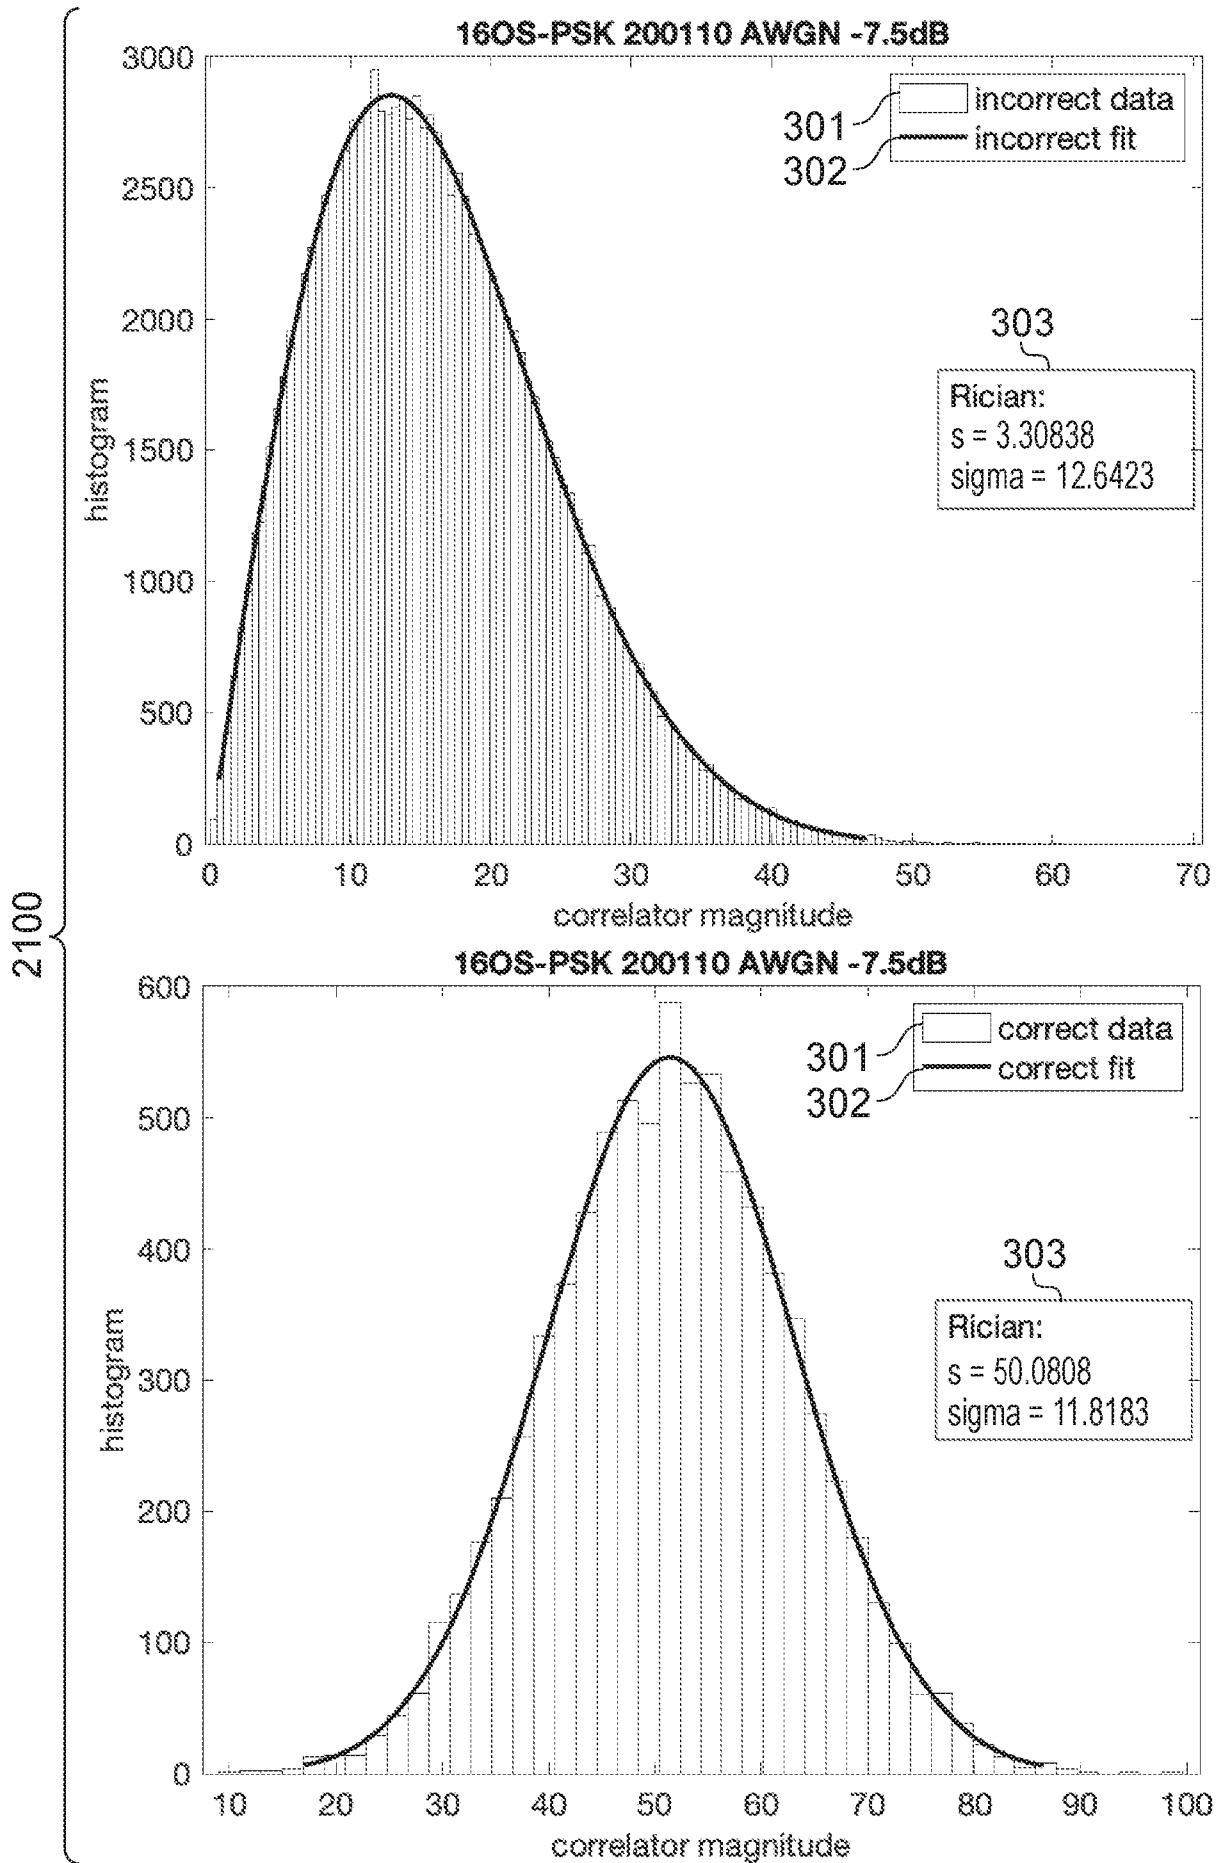 2100
16OS-PSK 200110 AWGN -7.5dB
3000
2500
2000
1500
1000
500
0
histogram
301
302
incorrect data
incorrect fit
303
Rician:
s = 3.30838
sigma = 12.6423
0 10 20 30 40 50 60 70
correlator magnitude
16OS-PSK 200110 AWGN -7.5dB
600
500
400
300
200
100
0
histogram
301
302
correct data
correct fit
303
Rician:
s = 50.0808
sigma = 11.8183
10 20 30 40 50 60 70 80 90 100
correlator magnitude